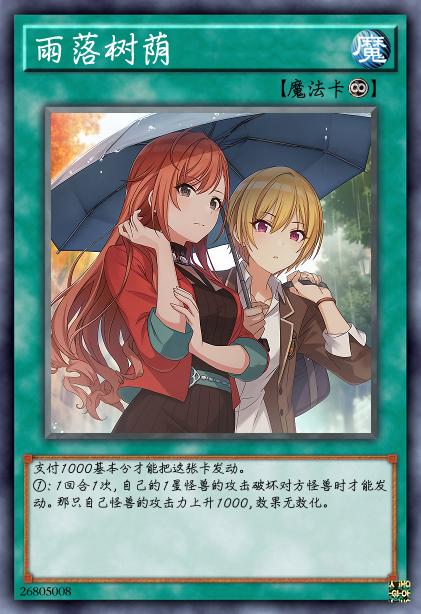 雨落树荫
魔
【魔法卡♾】
支付1000基本分才能把这张卡发动。
①:1回合1次,自己的1星怪兽的攻击破坏对方怪兽时才能发
动。那只自己怪兽的攻击力上升1000,效果无效化。
26805008